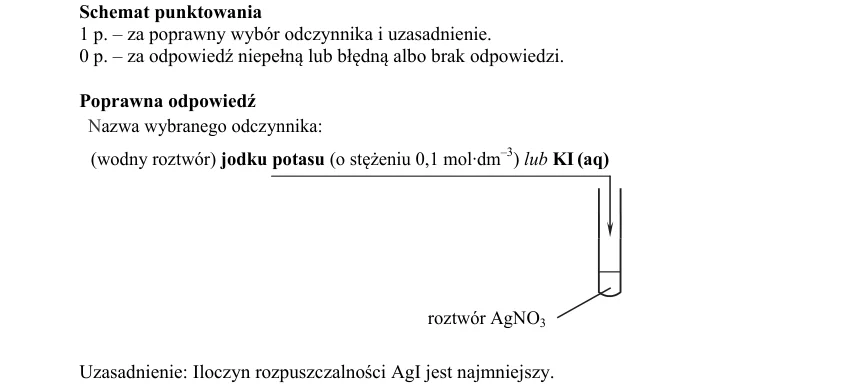 Schemat punktowania
1 p. – za poprawny wybór odczynnika i uzasadnienie.
0 p. – za odpowiedź niepełną lub błędną albo brak odpowiedzi.
Poprawna odpowiedź
Nazwa wybranego odczynnika:
(wodny roztwór) jodku potasu (o stężeniu 0,1 mol·dm⁻³) lub KI (aq)
roztwór AgNO₃
Uzasadnienie: Iloczyn rozpuszczalności AgI jest najmniejszy.